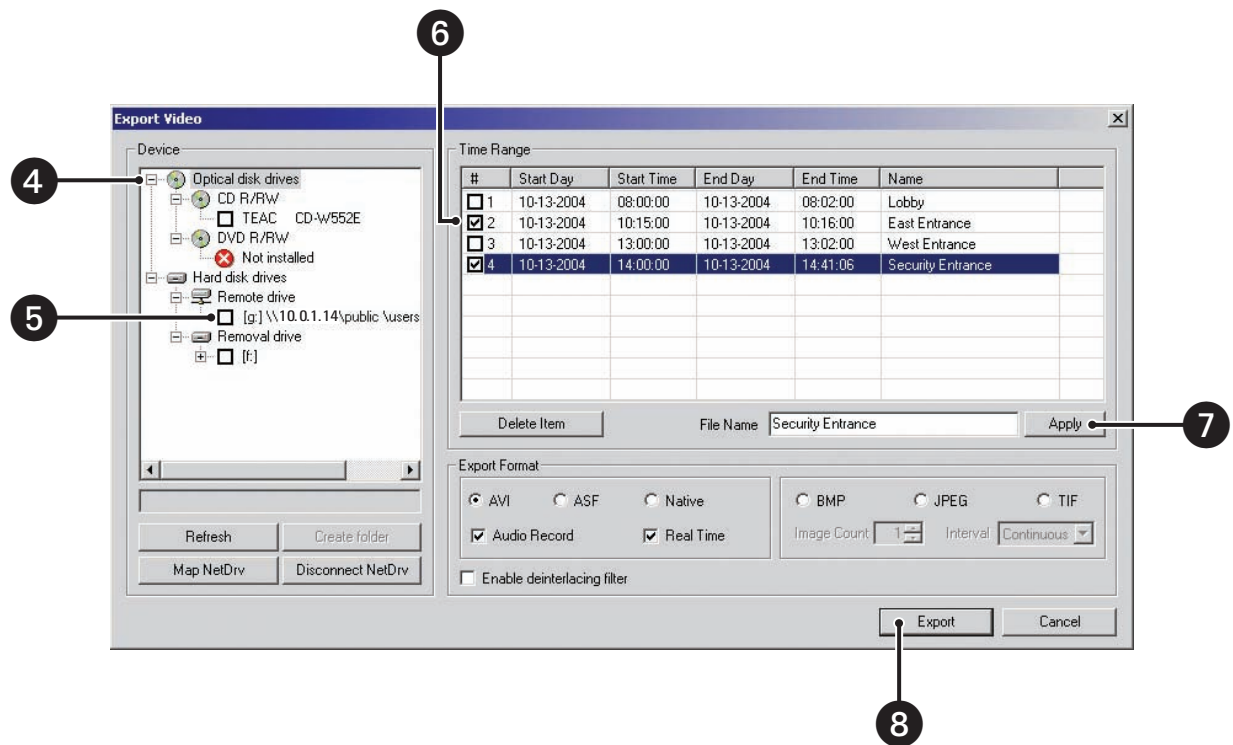 6
Export Video
Device
4
Optical disk drives
CD R/RW
TEAC CD-W552E
DVD R/RW
Not installed
Hard disk drives
Remote drive
5
[g:] \\10.0.1.14\public \users
Removal drive
[f:]
Refresh Create folder
Map NetDrv Disconnect NetDrv
Time Range
# Start Day Start Time End Day End Time Name
1 10-13-2004 08:00:00 10-13-2004 08:02:00 Lobby
2 10-13-2004 10:15:00 10-13-2004 10:16:00 East Entrance
3 10-13-2004 13:00:00 10-13-2004 13:02:00 West Entrance
4 10-13-2004 14:00:00 10-13-2004 14:41:06 Security Entrance
Delete Item File Name Security Entrance Apply
7
Export Format
AVI ASF Native BMP JPEG TIF
Audio Record Real Time Image Count 1 Interval Continuous
Enable deinterlacing filter
Export Cancel
8